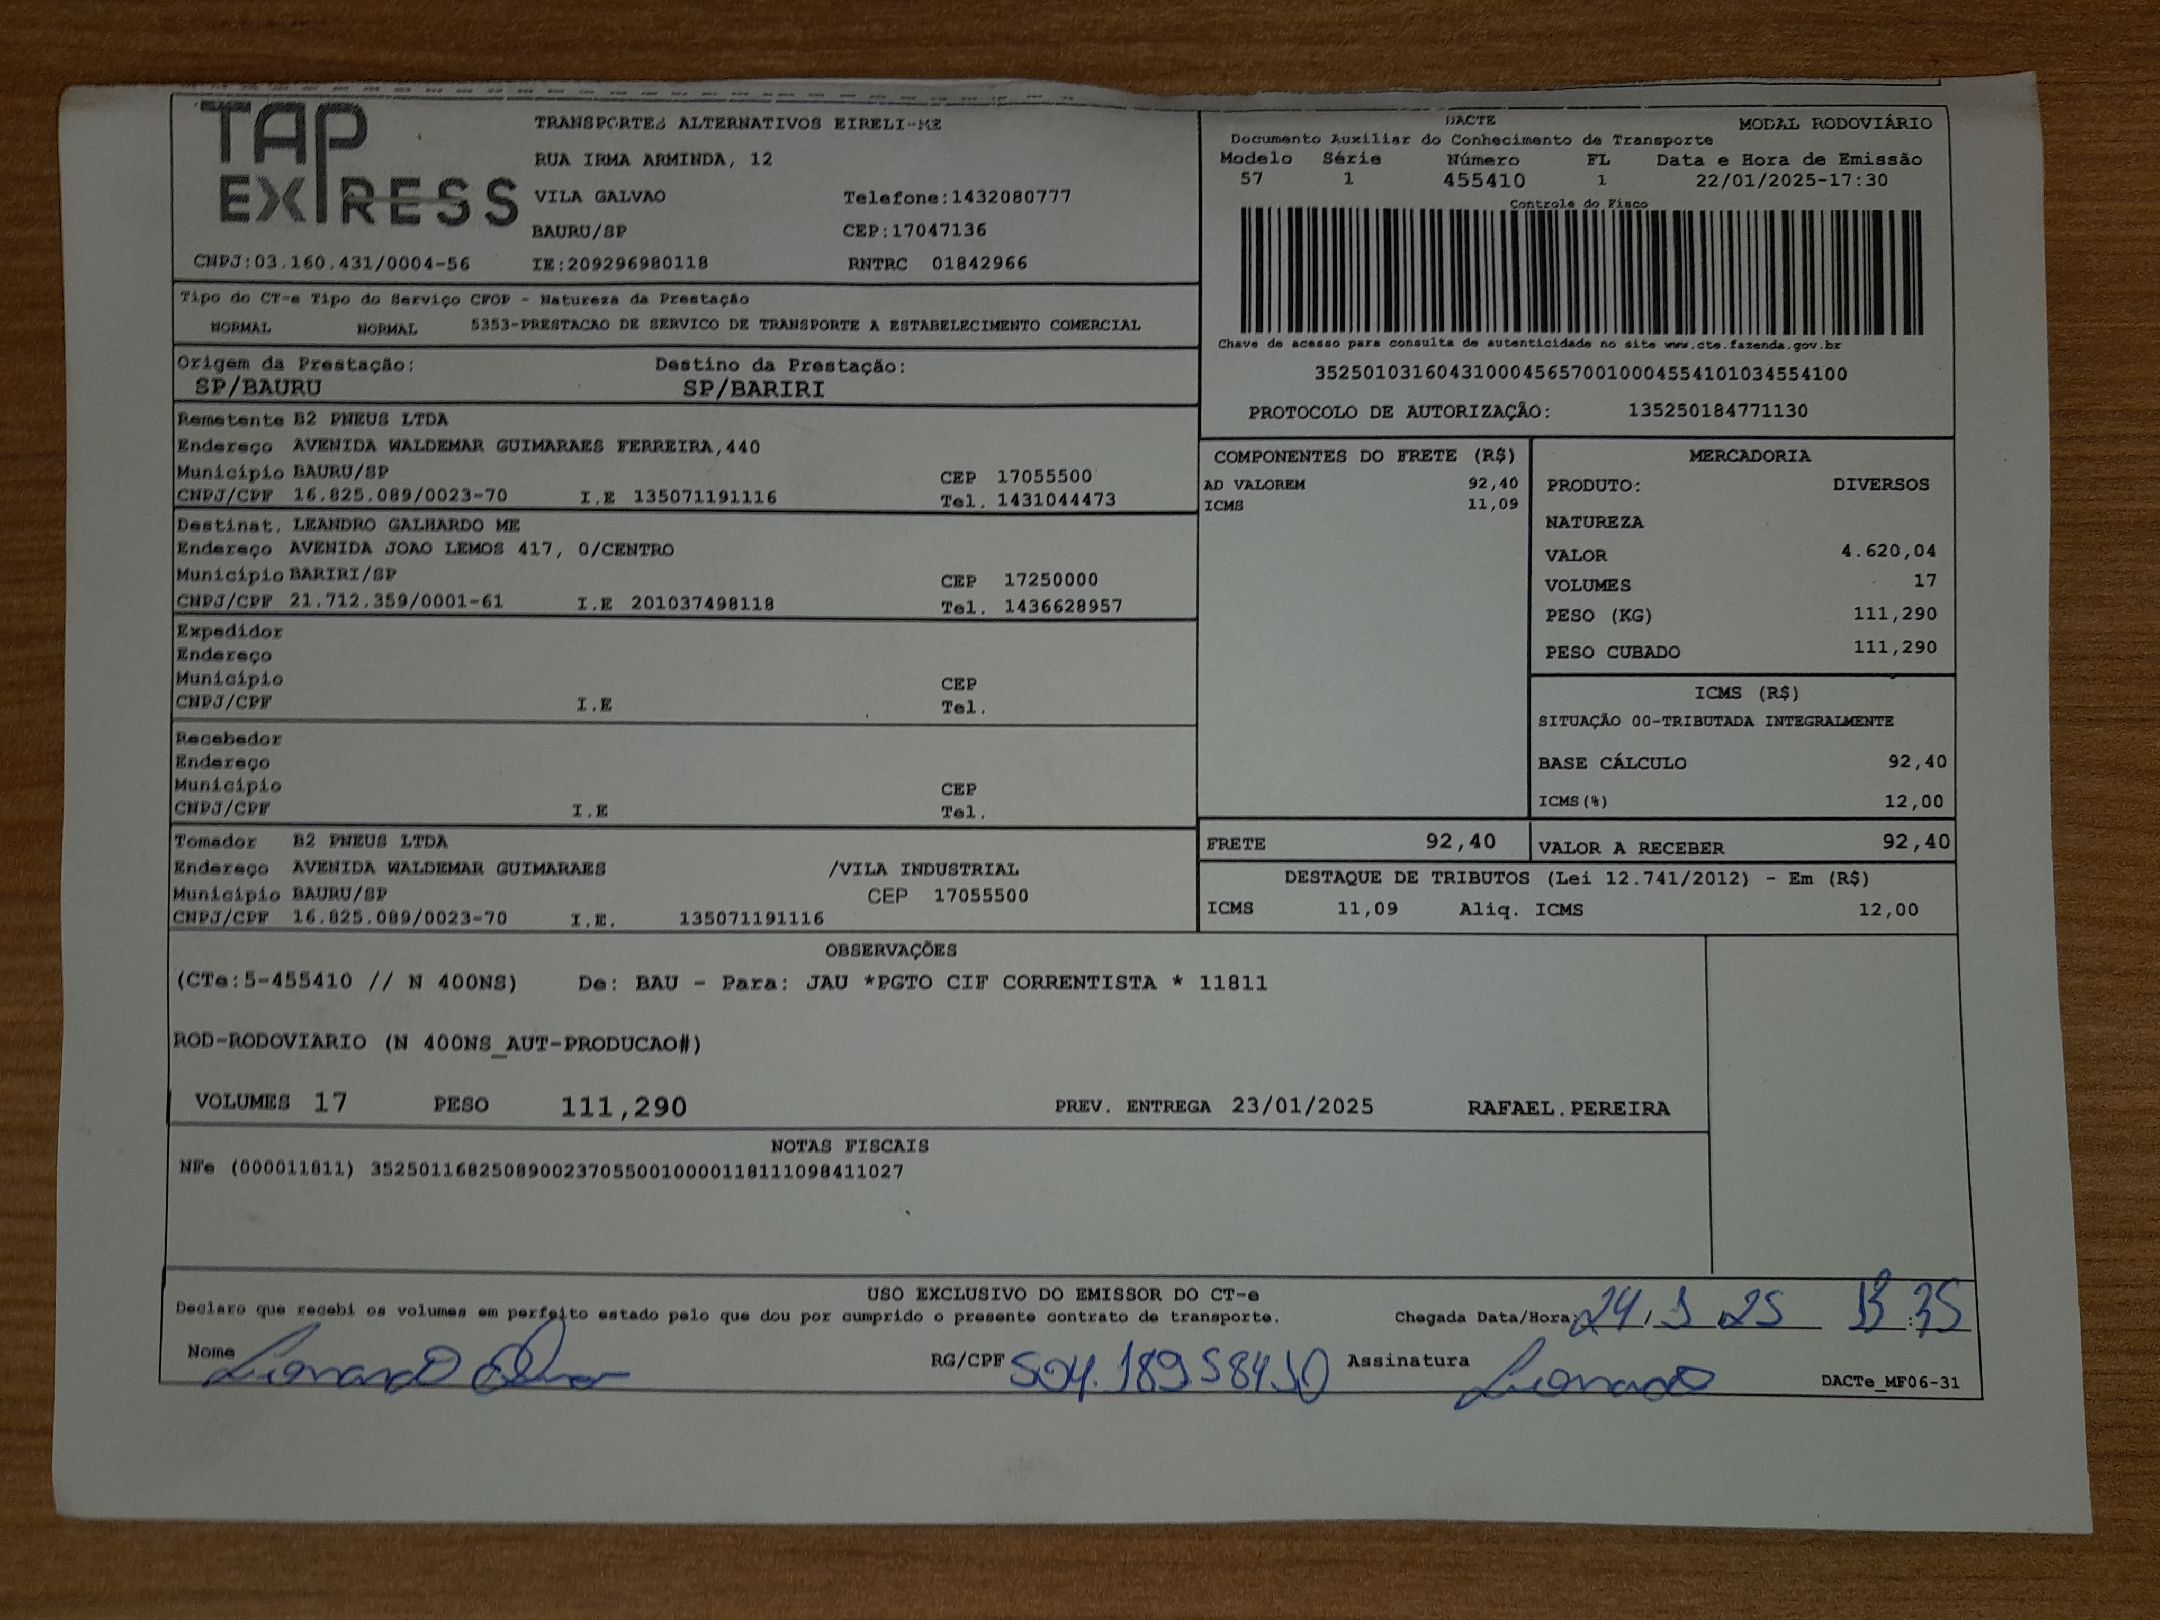 TAP EXPRESS
TRANSPORTES ALTERNATIVOS EIRELI-ME
RUA IRMA ARMINDA, 12
VILA GALVAO Telefone:1432080777
BAURU/SP CEP:17047136
CNPJ:03.160.431/0004-56 IE:209296980118 RNTRC 01842966
DACTE MODAL RODOVIÁRIO
Documento Auxiliar do Conhecimento de Transporte
Modelo Série Número FL Data e Hora de Emissão
57 1 455410 1 22/01/2025-17:30
Controle do Fisco
Chave de acesso para consulta de autenticidade no site www.cte.fazenda.gov.br
35250103160431000456570010004554101034554100
PROTOCOLO DE AUTORIZAÇÃO: 135250184771130
Tipo do CT-e Tipo do Serviço CFOP - Natureza da Prestação
NORMAL NORMAL 5353-PRESTACAO DE SERVICO DE TRANSPORTE A ESTABELECIMENTO COMERCIAL
Origem da Prestação: Destino da Prestação:
SP/BAURU SP/BARIRI
Remetente B2 PNEUS LTDA
Endereço AVENIDA WALDEMAR GUIMARAES FERREIRA,440
Município BAURU/SP CEP 17055500
CNPJ/CPF 16.825.089/0023-70 I.E 135071191116 Tel. 1431044473
Destinat. LEANDRO GALHARDO ME
Endereço AVENIDA JOAO LEMOS 417, 0/CENTRO
Município BARIRI/SP CEP 17250000
CNPJ/CPF 21.712.359/0001-61 I.E 201037498118 Tel. 1436628957
Expedidor
Endereço
Município CEP
CNPJ/CPF I.E Tel.
Recebedor
Endereço
Município CEP
CNPJ/CPF I.E Tel.
Tomador B2 PNEUS LTDA
Endereço AVENIDA WALDEMAR GUIMARAES /VILA INDUSTRIAL
Município BAURU/SP CEP 17055500
CNPJ/CPF 16.825.089/0023-70 I.E. 135071191116
COMPONENTES DO FRETE (R$)
AD VALOREM 92,40
ICMS 11,09
MERCADORIA
PRODUTO: DIVERSOS
NATUREZA
VALOR 4.620,04
VOLUMES 17
PESO (KG) 111,290
PESO CUBADO 111,290
ICMS (R$)
SITUAÇÃO 00-TRIBUTADA INTEGRALMENTE
BASE CÁLCULO 92,40
ICMS(%) 12,00
FRETE 92,40 VALOR A RECEBER 92,40
DESTAQUE DE TRIBUTOS (Lei 12.741/2012) - Em (R$)
ICMS 11,09 Aliq. ICMS 12,00
OBSERVAÇÕES
(CTe:5-455410 // N 400NS) De: BAU - Para: JAU *PGTO CIF CORRENTISTA * 11811
ROD-RODOVIARIO (N 400NS_AUT-PRODUCAO#)
VOLUMES 17 PESO 111,290 PREV. ENTREGA 23/01/2025 RAFAEL.PEREIRA
NOTAS FISCAIS
NFe (000011811) 35250116825089002370550010000118111098411027
USO EXCLUSIVO DO EMISSOR DO CT-e
Declaro que recebi os volumes em perfeito estado pelo que dou por cumprido o presente contrato de transporte. Chegada Data/Hora: 24.1.25
Nome Leonardo RG/CPF Assinatura Leonardo
DACTe_MF06-31